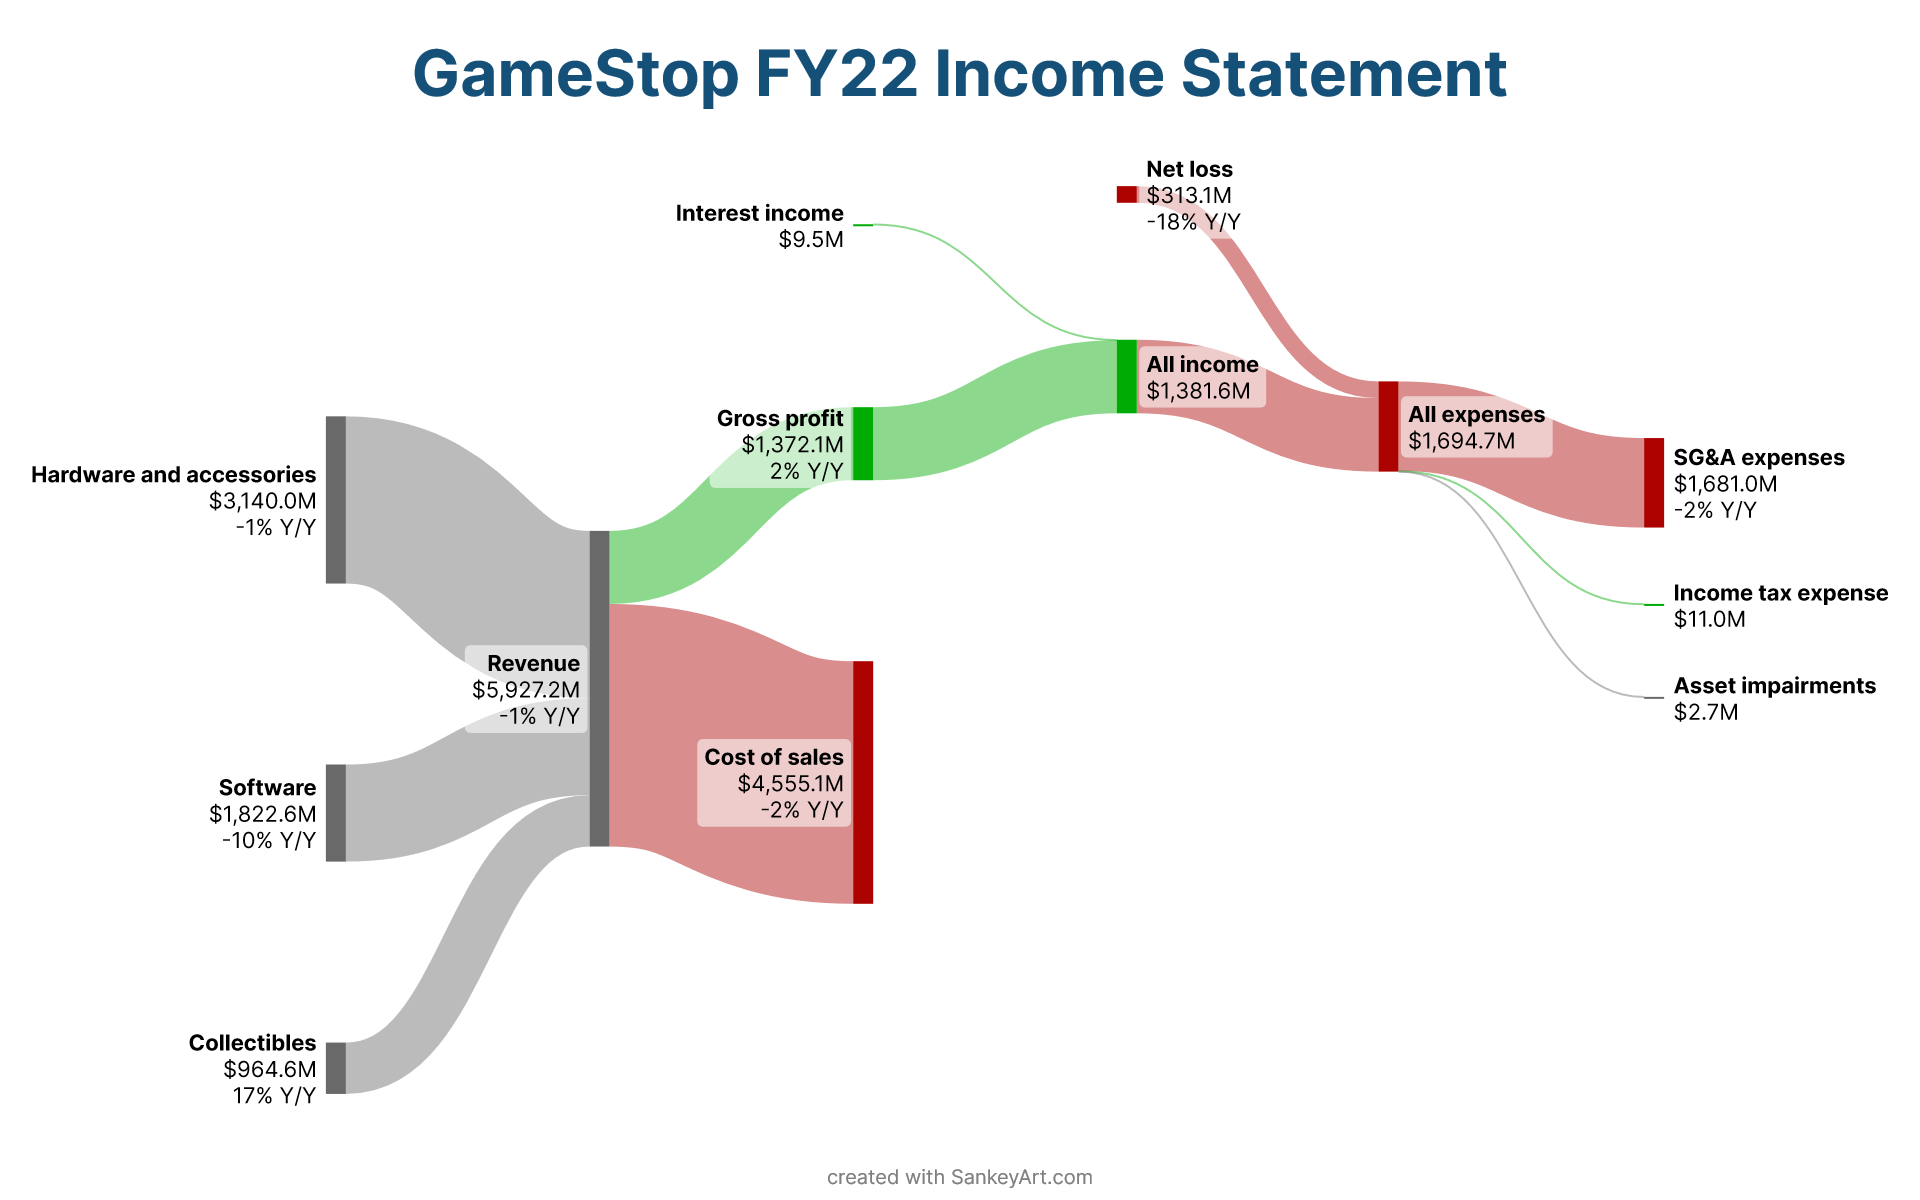 GameStop FY22 Income Statement
Net loss
$313.1M
-18% Y/Y
Interest income
$9.5M
All income
$1,381.6M
Gross profit
$1,372.1M
2% Y/Y
All expenses
$1,694.7M
SG&A expenses
$1,681.0M
-2% Y/Y
Hardware and accessories
$3,140.0M
-1% Y/Y
Income tax expense
$11.0M
Revenue
$5,927.2M
-1% Y/Y
Asset impairments
$2.7M
Cost of sales
$4,555.1M
-2% Y/Y
Software
$1,822.6M
-10% Y/Y
Collectibles
$964.6M
17% Y/Y
created with SankeyArt.com